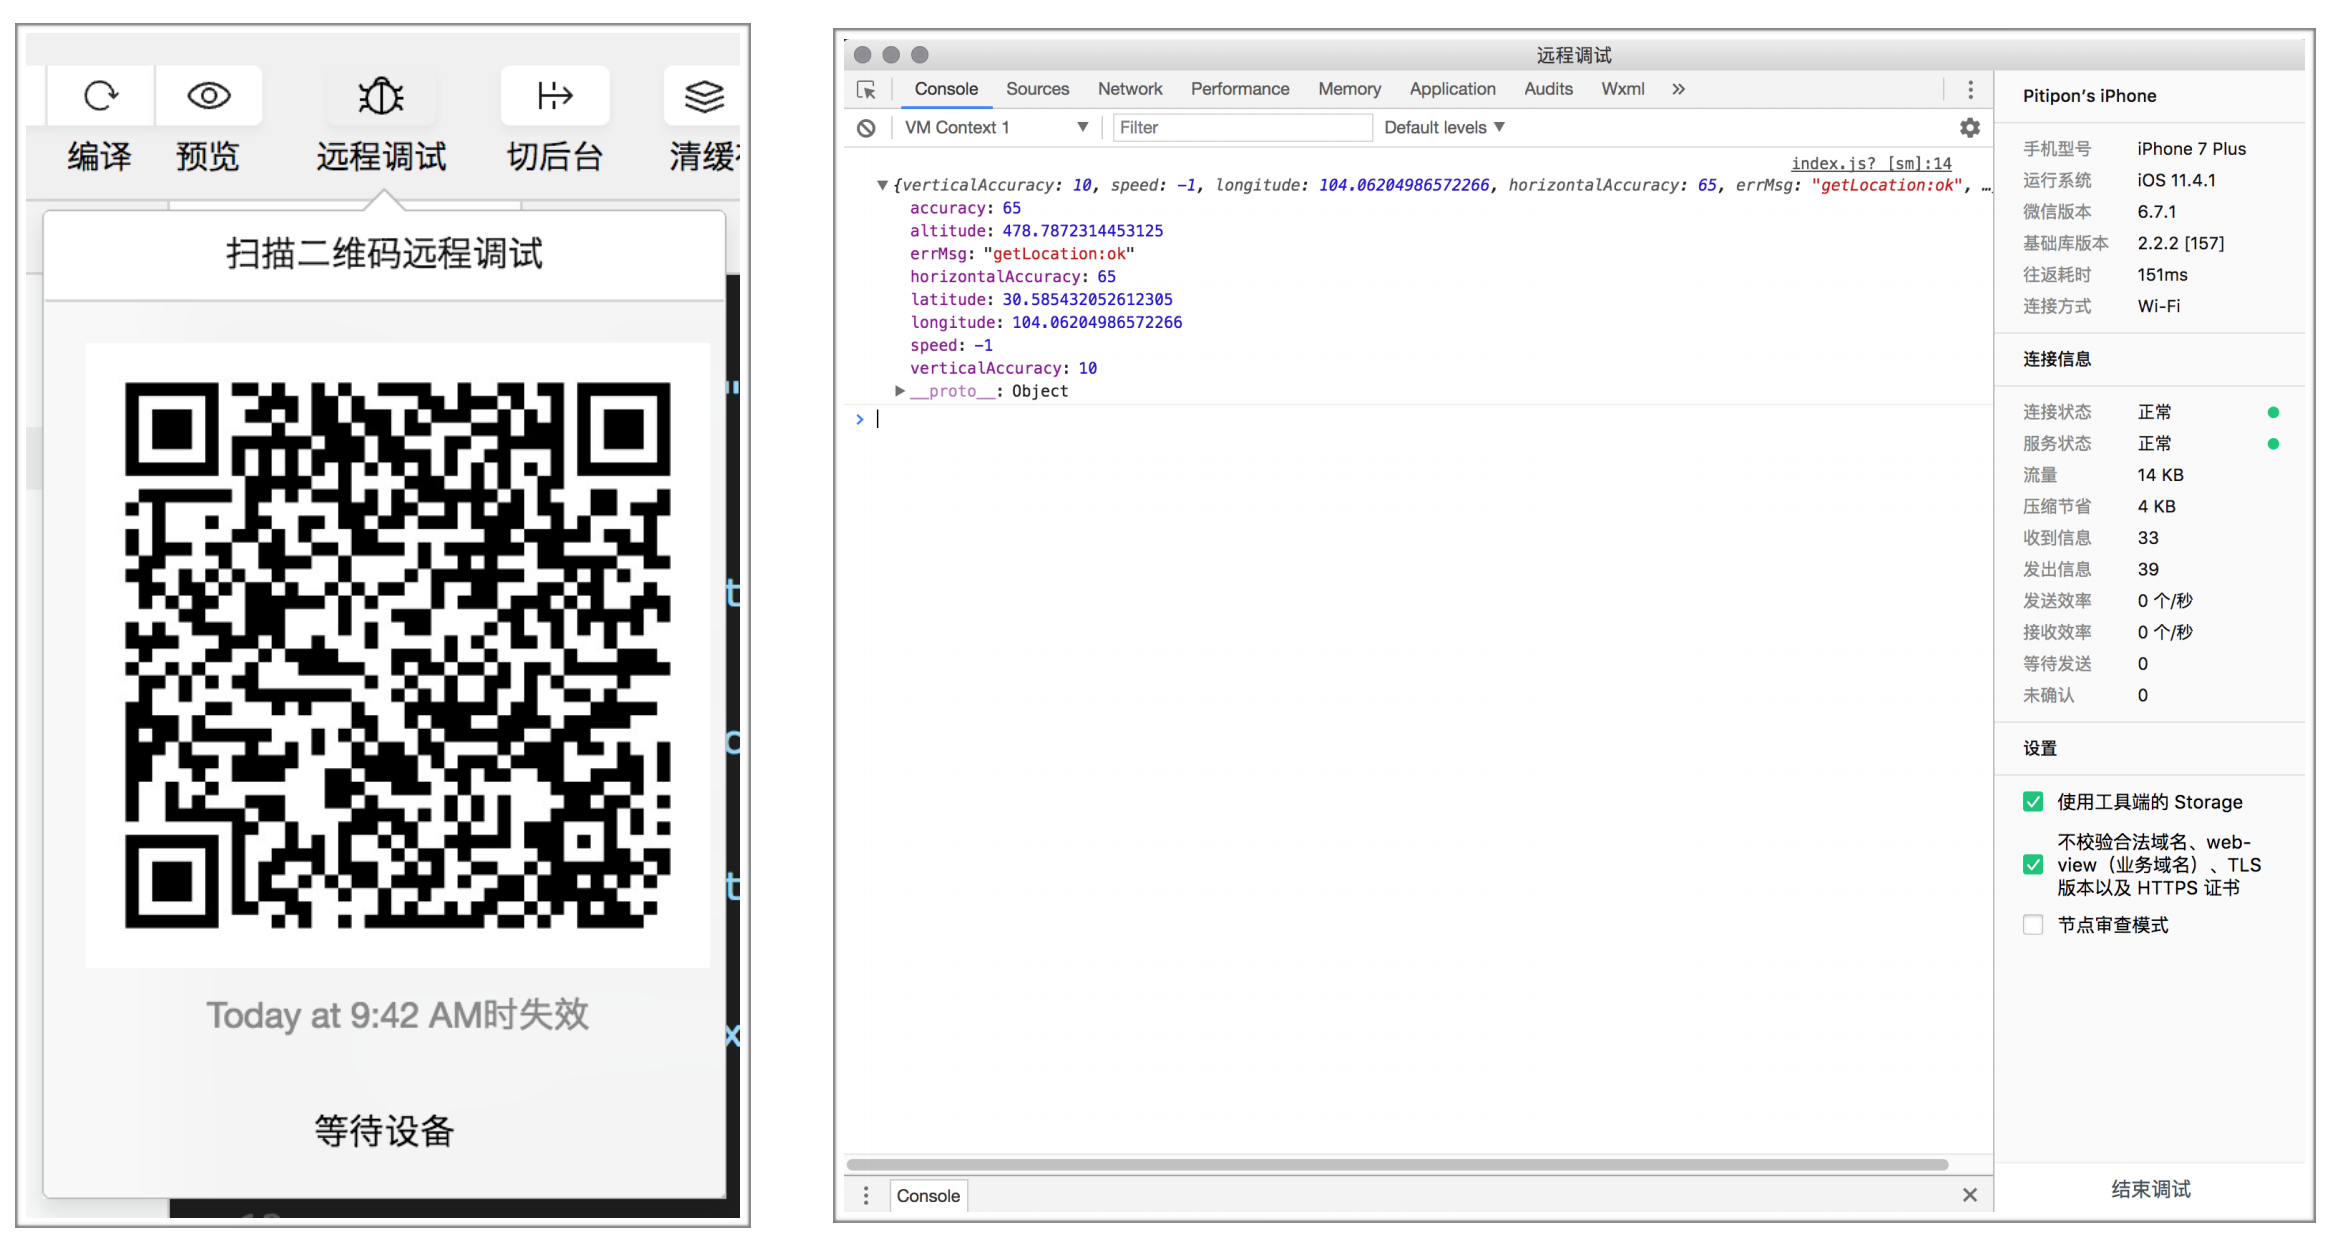 编译 预览 远程调试 切后台 清缓
扫描二维码远程调试
Today at 9:42 AM时失效
等待设备
远程调试
Console Sources Network Performance Memory Application Audits Wxml »
VM Context 1 ▼ Filter Default levels ▼
index.js? [sm]:14
▼{verticalAccuracy: 10, speed: -1, longitude: 104.06204986572266, horizontalAccuracy: 65, errMsg: "getLocation:ok", …
accuracy: 65
altitude: 478.7872314453125
errMsg: "getLocation:ok"
horizontalAccuracy: 65
latitude: 30.585432052612305
longitude: 104.06204986572266
speed: -1
verticalAccuracy: 10
▶__proto__: Object
>
Console
Pitipon's iPhone
手机型号 iPhone 7 Plus
运行系统 iOS 11.4.1
微信版本 6.7.1
基础库版本 2.2.2 [157]
往返耗时 151ms
连接方式 Wi-Fi
连接信息
连接状态 正常
服务状态 正常
流量 14 KB
压缩节省 4 KB
收到信息 33
发出信息 39
发送效率 0 个/秒
接收效率 0 个/秒
等待发送 0
未确认 0
设置
使用工具端的 Storage
不校验合法域名、web-
view（业务域名）、TLS
版本以及 HTTPS 证书
节点审查模式
结束调试